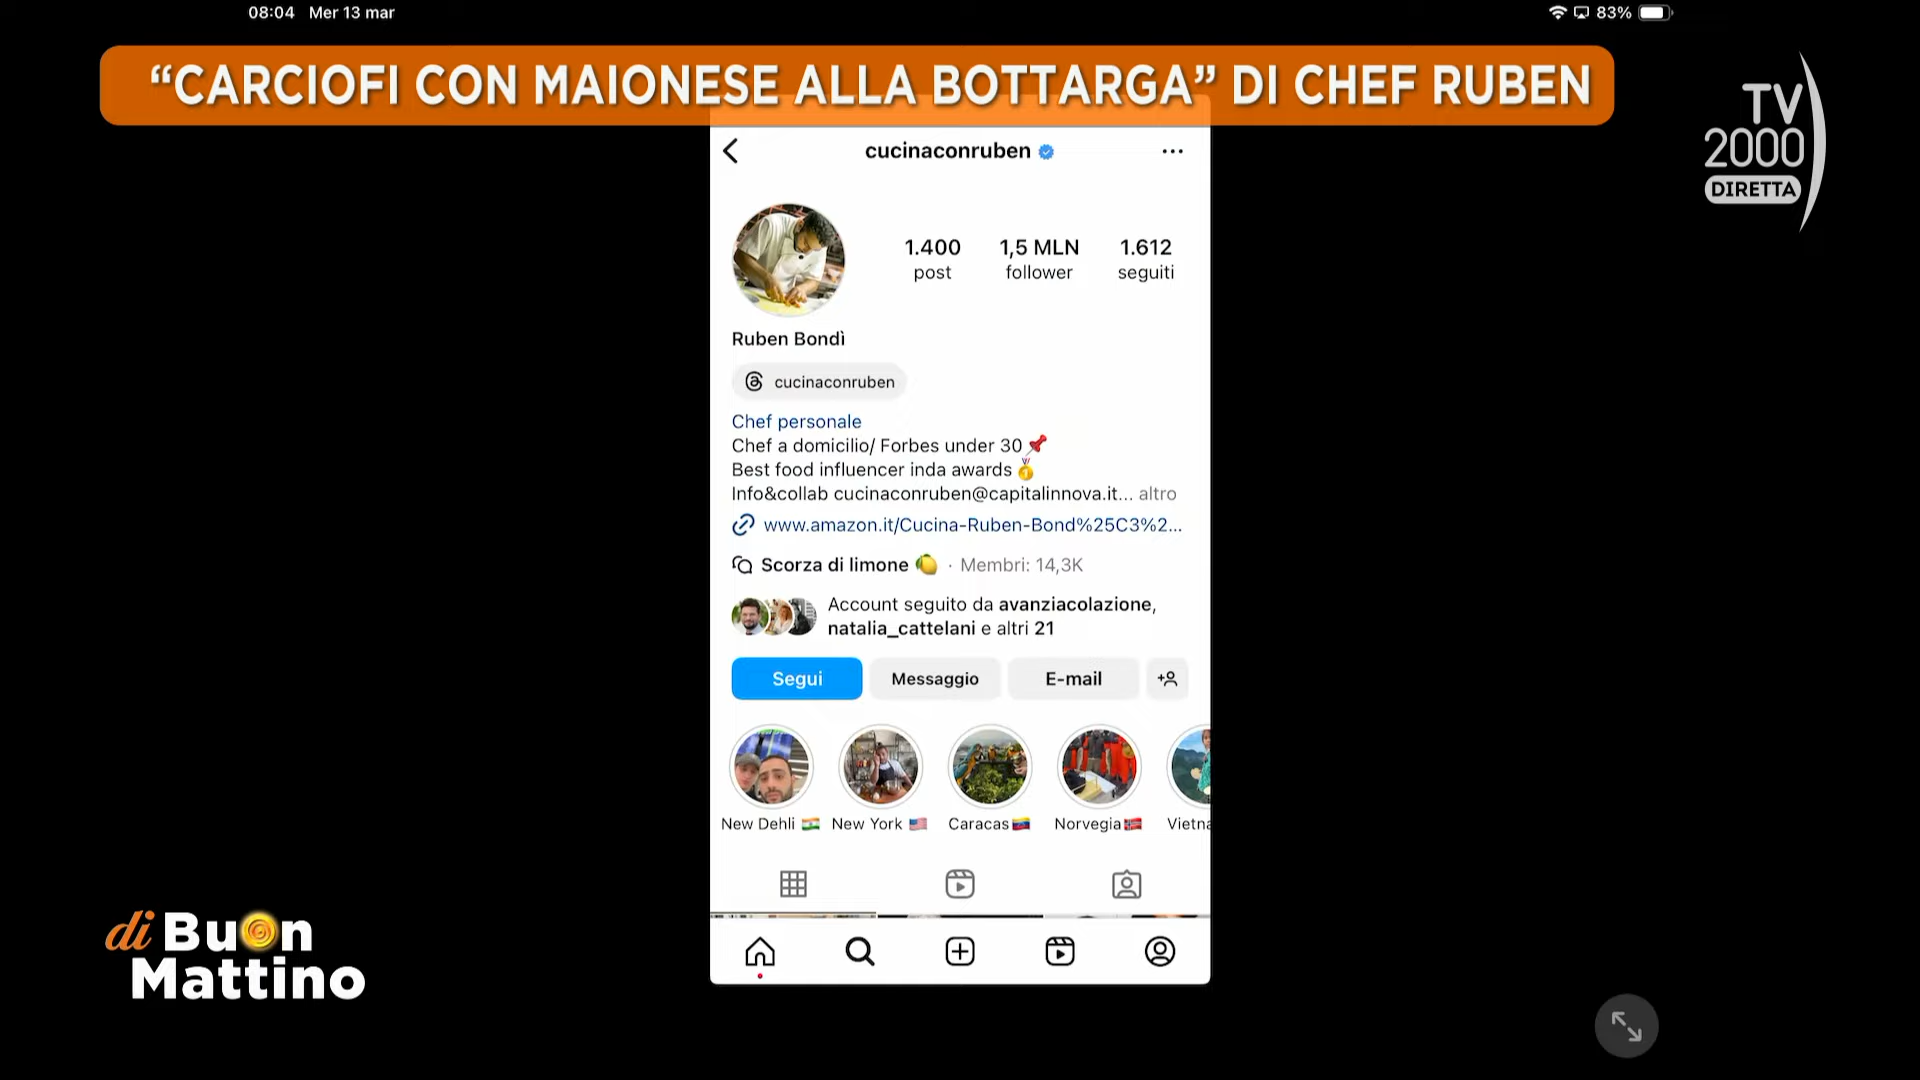 08:04 Mer 13 mar
83%
“CARCIOFI CON MAIONESE ALLA BOTTARGA” DI CHEF RUBEN
TV
2000
DIRETTA
cucinaconruben
1.400
post
1,5 MLN
follower
1.612
seguiti
Ruben Bondì
cucinaconruben
Chef personale
Chef a domicilio/ Forbes under 30 📌
Best food influencer inda awards 🏅
Info&collab cucinaconruben@capitalinnova.it... altro
www.amazon.it/Cucina-Ruben-Bond%25C3%2...
Scorza di limone 🍋 · Membri: 14,3K
Account seguito da avanziacolazione,
natalia_cattelani e altri 21
Segui
Messaggio
E-mail
New Dehli 🇮🇳
New York 🇺🇸
Caracas 🇻🇪
Norvegia 🇳🇴
Vietna
di Buon
Mattino